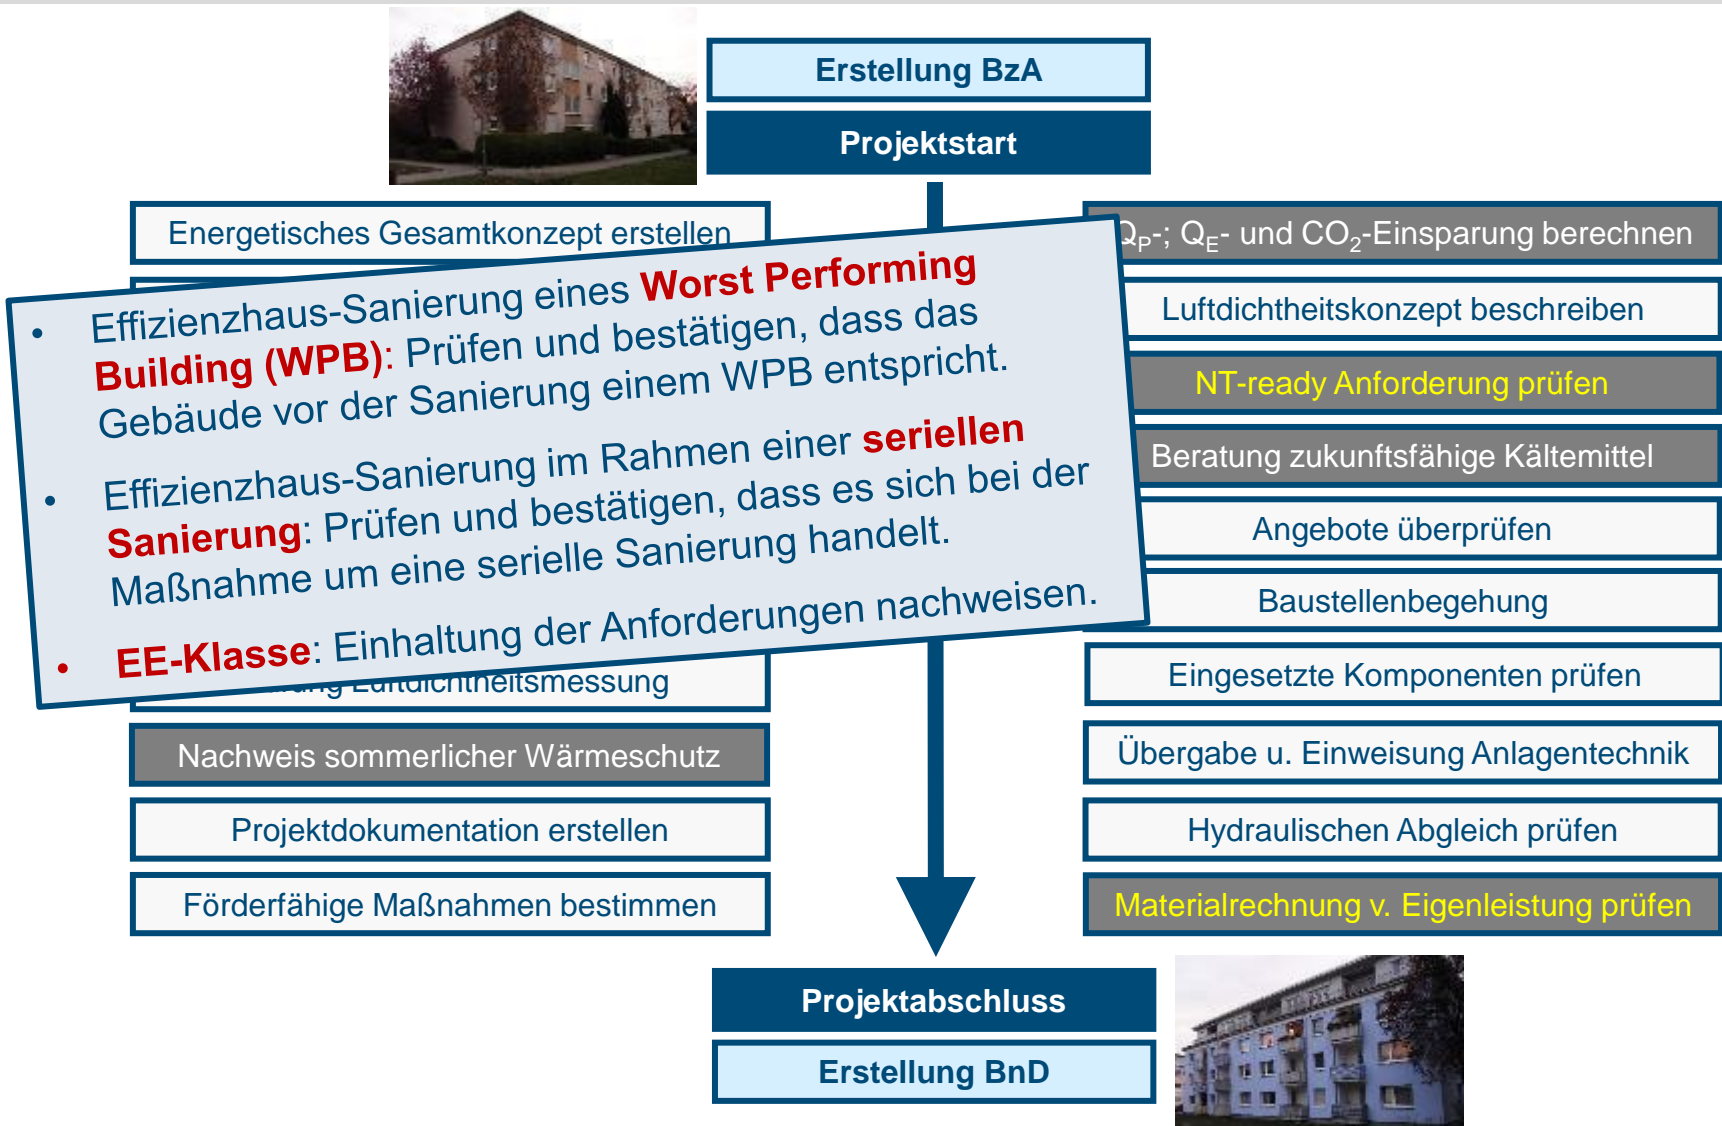 Erstellung BzA
Projektstart
Energetisches Gesamtkonzept erstellen
• Effizienzhaus-Sanierung eines Worst Performing
Building (WPB): Prüfen und bestätigen, dass das
Gebäude vor der Sanierung einem WPB entspricht.
• Effizienzhaus-Sanierung im Rahmen einer seriellen
Sanierung: Prüfen und bestätigen, dass es sich bei der
Maßnahme um eine serielle Sanierung handelt.
• EE-Klasse: Einhaltung der Anforderungen nachweisen.
Luftdichtheitsmessung
Nachweis sommerlicher Wärmeschutz
Projektdokumentation erstellen
Förderfähige Maßnahmen bestimmen
Q_P-; Q_E- und CO₂-Einsparung berechnen
Luftdichtheitskonzept beschreiben
NT-ready Anforderung prüfen
Beratung zukunftsfähige Kältemittel
Angebote überprüfen
Baustellenbegehung
Eingesetzte Komponenten prüfen
Übergabe u. Einweisung Anlagentechnik
Hydraulischen Abgleich prüfen
Materialrechnung v. Eigenleistung prüfen
Projektabschluss
Erstellung BnD